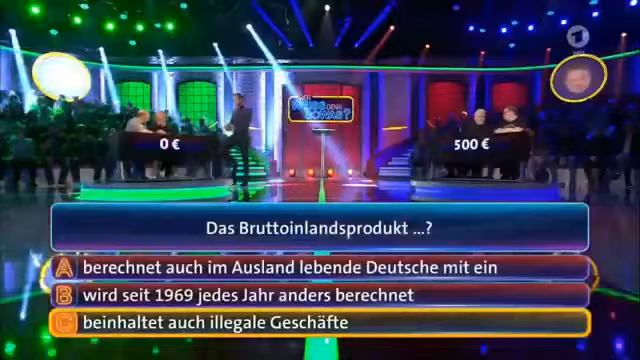 WEISS
DENN
SOWAS?
0 €
500 €
Das Bruttoinlandsprodukt ...?
A berechnet auch im Ausland lebende Deutsche mit ein
B wird seit 1969 jedes Jahr anders berechnet
C beinhaltet auch illegale Geschäfte